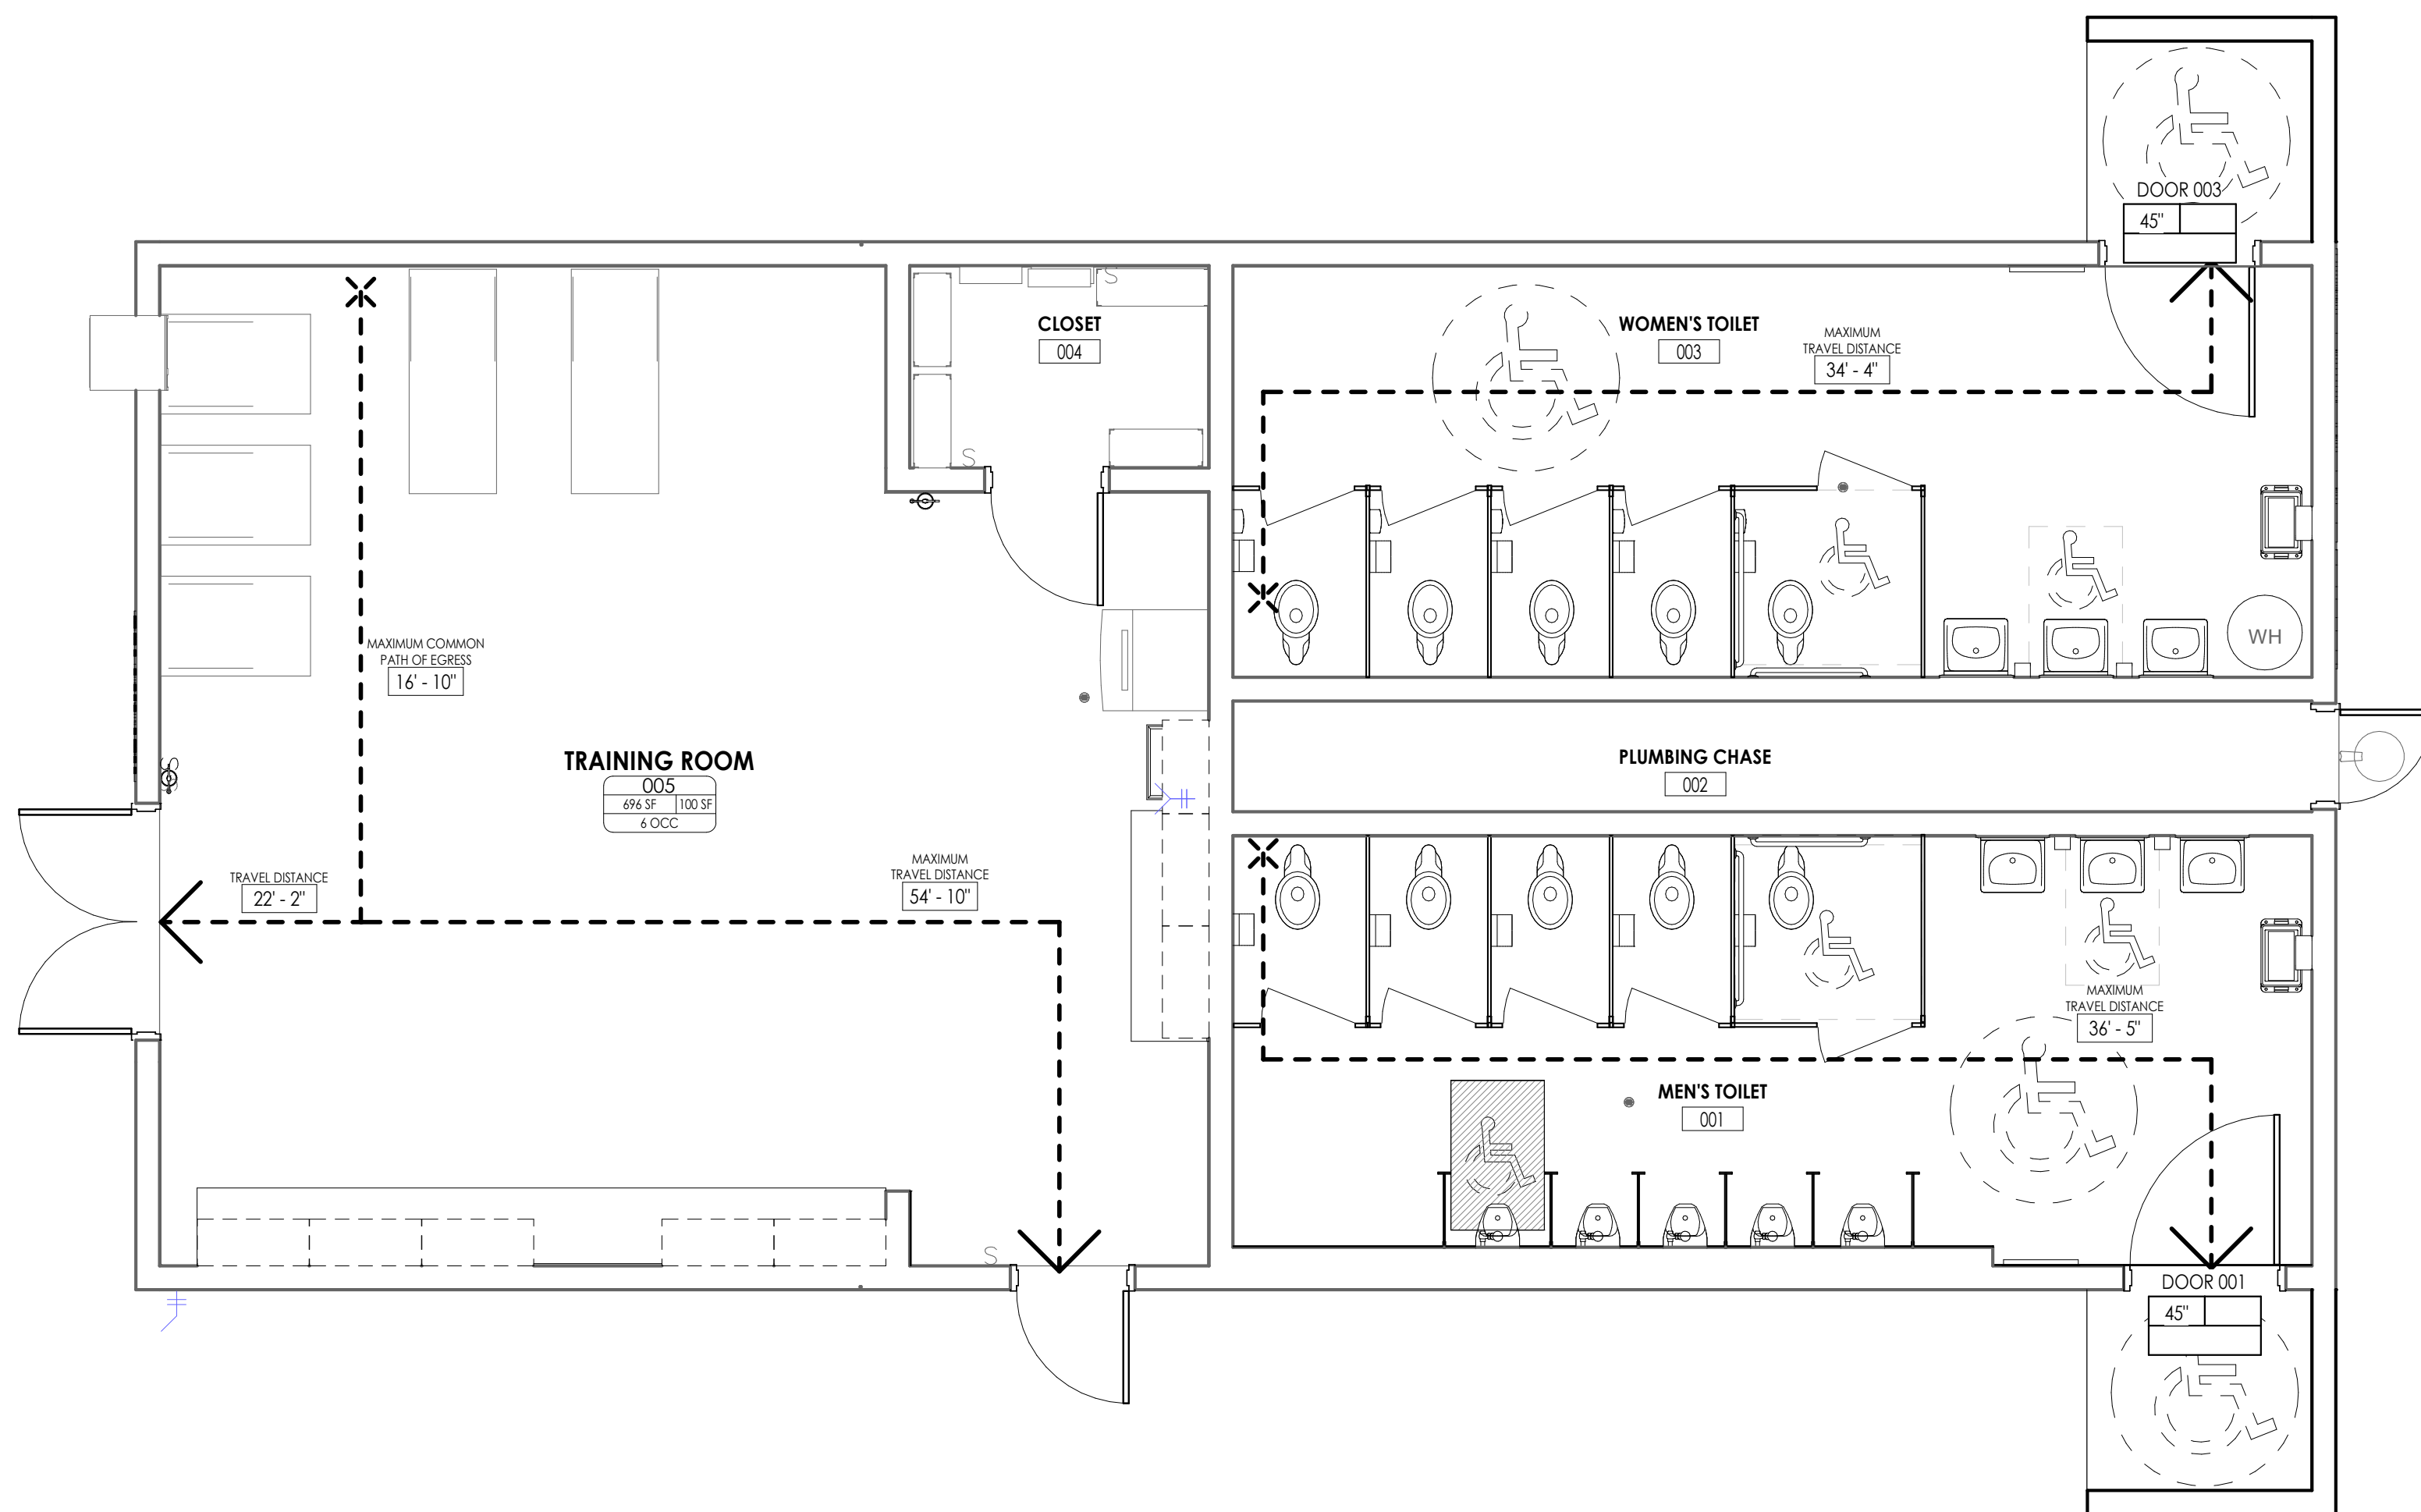 DOOR 003
45"
S
CLOSET
004
WOMEN'S TOILET
003
MAXIMUM
TRAVEL DISTANCE
34' - 4"
S
MAXIMUM COMMON
PATH OF EGRESS
16' - 10"
WH
TRAINING ROOM
005
696 SF 100 SF
6 OCC
PLUMBING CHASE
002
TRAVEL DISTANCE
22' - 2"
MAXIMUM
TRAVEL DISTANCE
54' - 10"
MAXIMUM
TRAVEL DISTANCE
36' - 5"
MEN'S TOILET
001
S
DOOR 001
45"